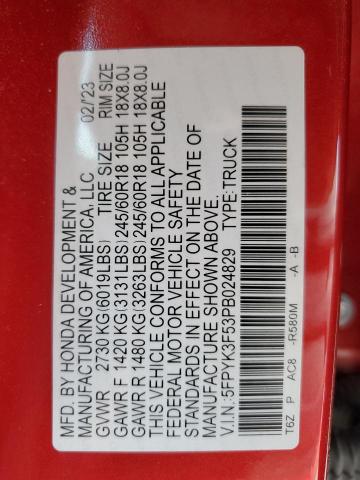 MFD. BY HONDA DEVELOPMENT &
MANUFACTURING OF AMERICA, LLC 02/23
GVWR 2730 KG (6019LBS) TIRE SIZE RIM SIZE
GAWR F 1420 KG (3131LBS) 245/60R18 105H 18X8.0J
GAWR R 1480 KG (3263LBS) 245/60R18 105H 18X8.0J
THIS VEHICLE CONFORMS TO ALL APPLICABLE
FEDERAL MOTOR VEHICLE SAFETY
STANDARDS IN EFFECT ON THE DATE OF
MANUFACTURE SHOWN ABOVE.
V.I.N.:5FPYK3F53PB024829 TYPE:TRUCK
T6Z P AC8 -R580M -A -B